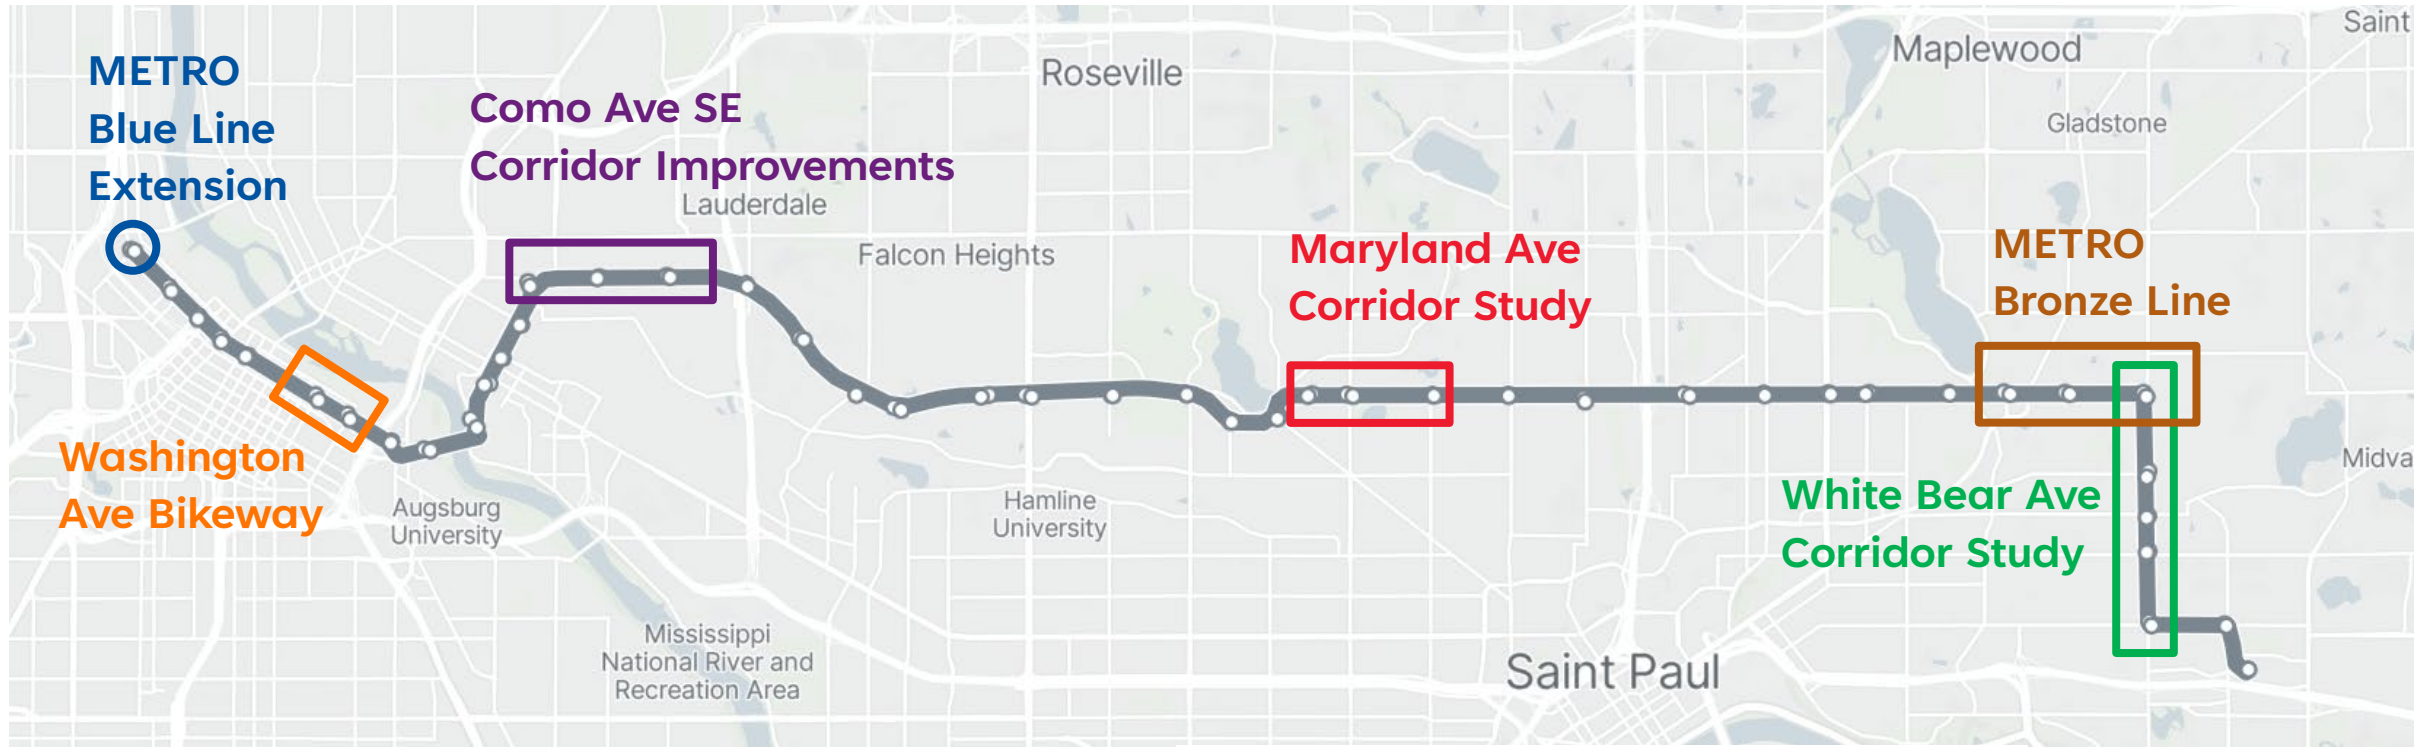 METRO
Blue Line
Extension
Como Ave SE
Corridor Improvements
Lauderdale
Roseville
Falcon Heights
Maplewood
Saint
Gladstone
Maryland Ave
Corridor Study
METRO
Bronze Line
Washington
Ave Bikeway
Augsburg
University
Hamline
University
White Bear Ave
Corridor Study
Midva
Mississippi
National River and
Recreation Area
Saint Paul